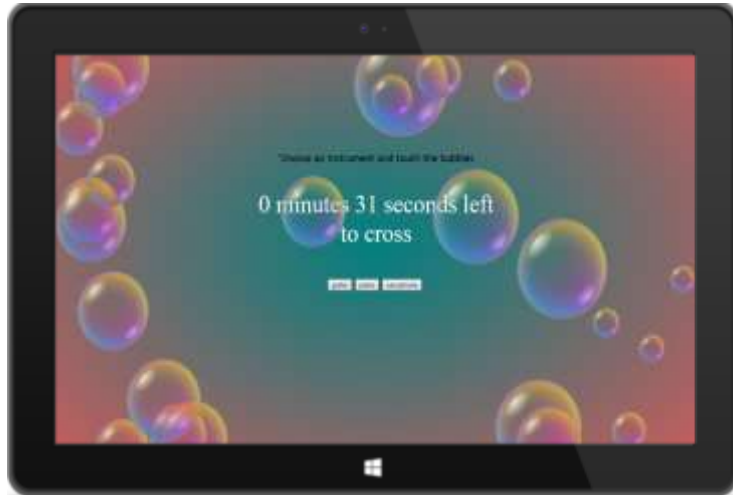 "Choose an instrument and touch the bubbles
0 minutes 31 seconds left
to cross